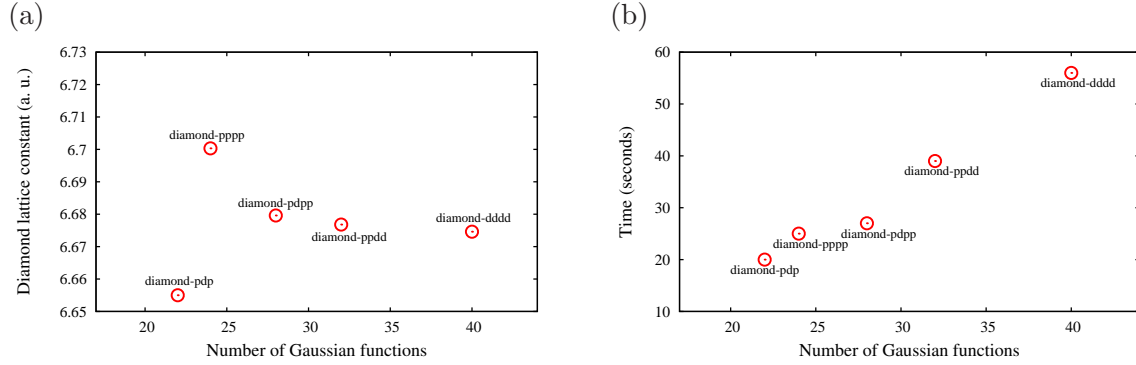 (a)
6.73
6.72
6.71
6.7
6.69
6.68
6.67
6.66
6.65
Diamond lattice constant (a. u.)
diamond-pppp
diamond-pdpp
diamond-ppdd
diamond-dddd
diamond-pdp
20 25 30 35 40
Number of Gaussian functions
(b)
60
50
40
30
20
10
Time (seconds)
diamond-dddd
diamond-ppdd
diamond-pdpp
diamond-pppp
diamond-pdp
20 25 30 35 40
Number of Gaussian functions